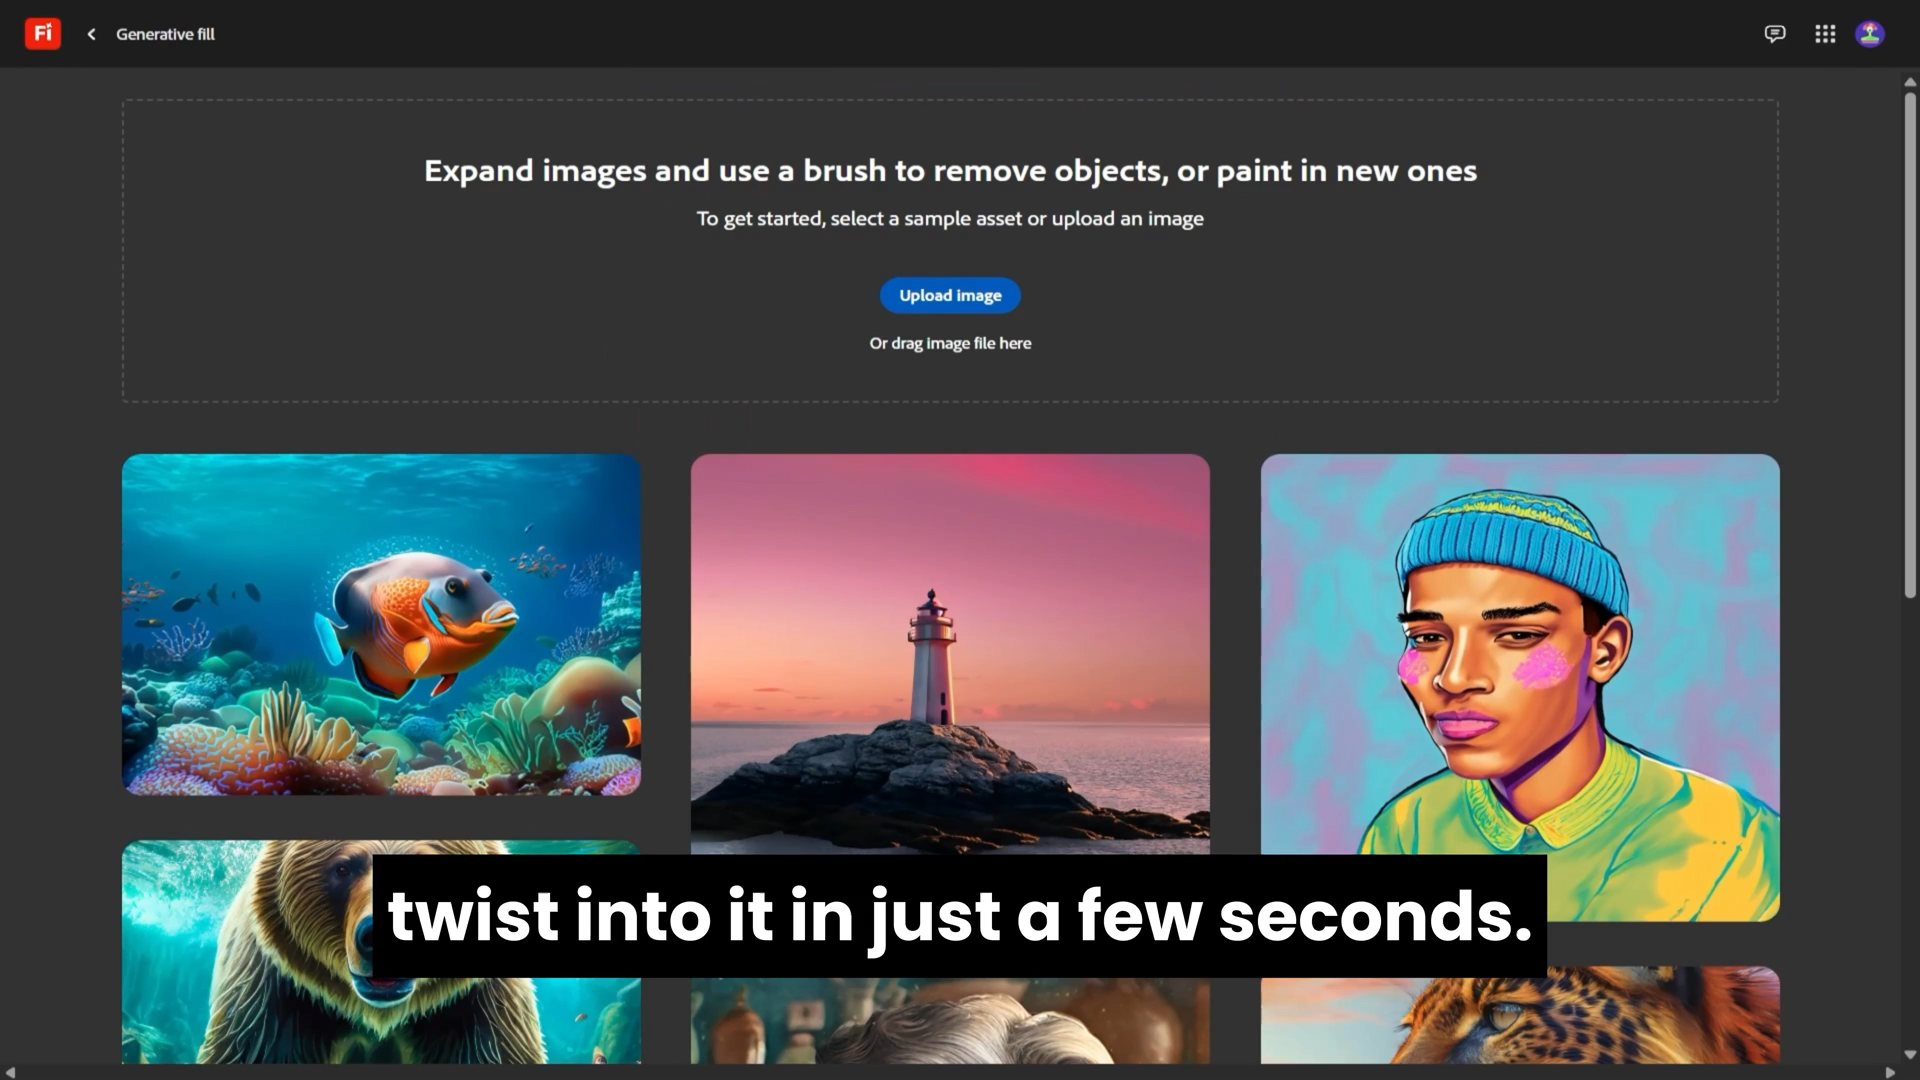 Fi
Generative fill
Expand images and use a brush to remove objects, or paint in new ones
To get started, select a sample asset or upload an image
Upload image
Or drag image file here
twist into it in just a few seconds.